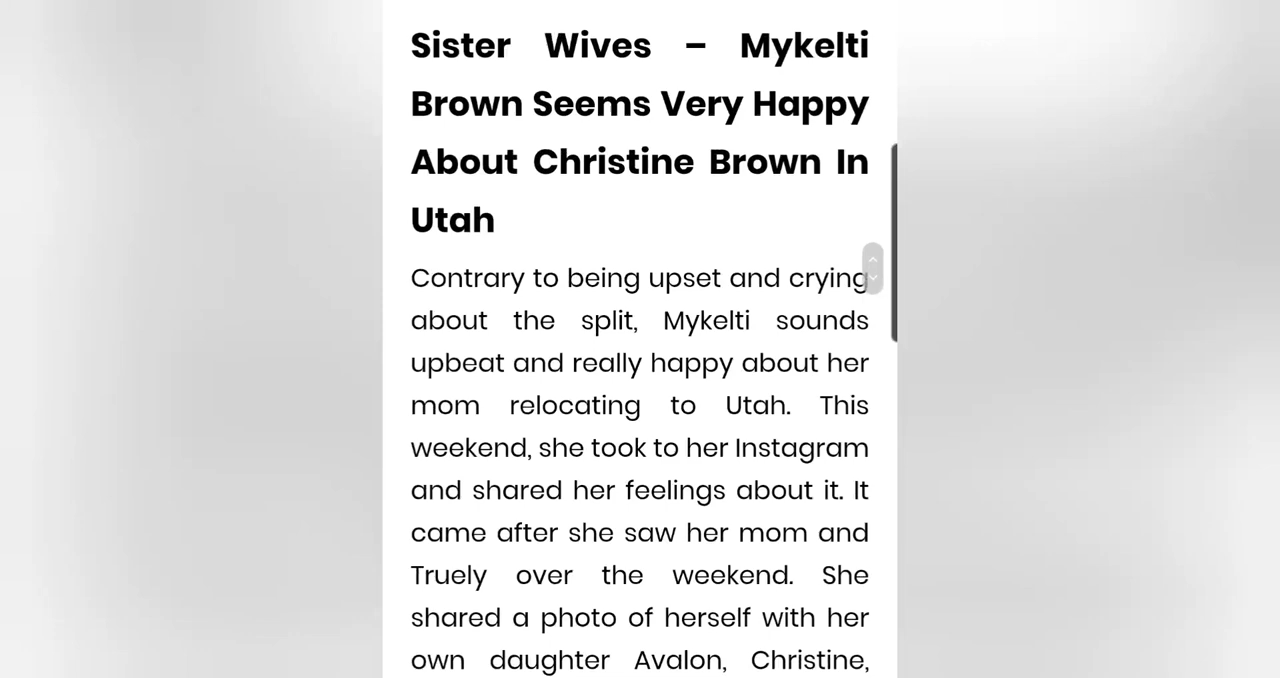 Sister Wives – Mykelti
Brown Seems Very Happy
About Christine Brown In
Utah
Contrary to being upset and crying
about the split, Mykelti sounds
upbeat and really happy about her
mom relocating to Utah. This
weekend, she took to her Instagram
and shared her feelings about it. It
came after she saw her mom and
Truely over the weekend. She
shared a photo of herself with her
own daughter Avalon, Christine,